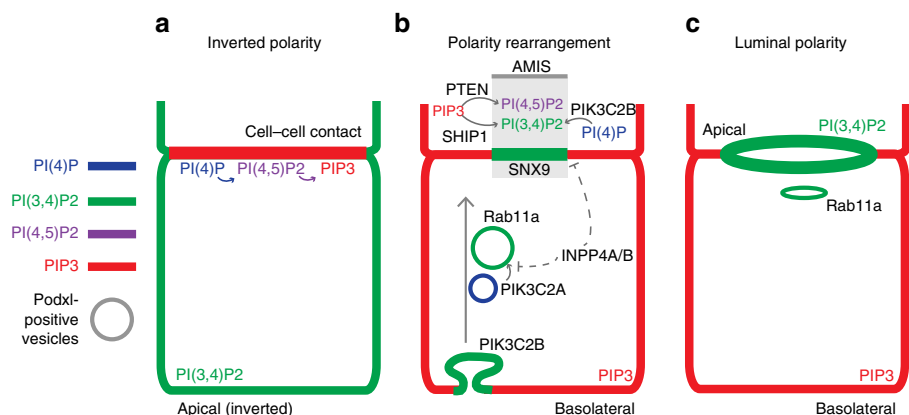 a
Inverted polarity
Cell–cell contact
PI(4)P PI(4,5)P2 PIP3
PI(3,4)P2
Apical (inverted)
PI(4)P
PI(3,4)P2
PI(4,5)P2
PIP3
Podxl-
positive
vesicles
b
Polarity rearrangement
AMIS
PTEN
PIP3
PI(4,5)P2
PIK3C2B
PI(3,4)P2
SHIP1
PI(4)P
SNX9
Rab11a
INPP4A/B
PIK3C2A
PIK3C2B
PIP3
Basolateral
c
Luminal polarity
Apical
PI(3,4)P2
Rab11a
PIP3
Basolateral